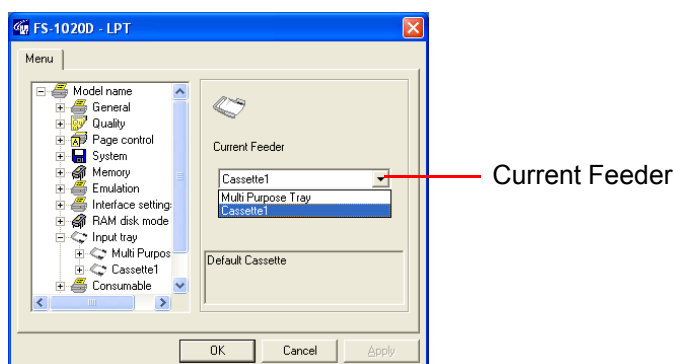 FS-1020D - LPT
Menu
Model name
General
Quality
Page control
System
Memory
Emulation
Interface setting:
RAM disk mode
Input tray
Multi Purpos
Cassette1
Consumable
Current Feeder
Cassette1
Multi Purpose Tray
Cassette1
Default Cassette
OK Cancel Apply
Current Feeder